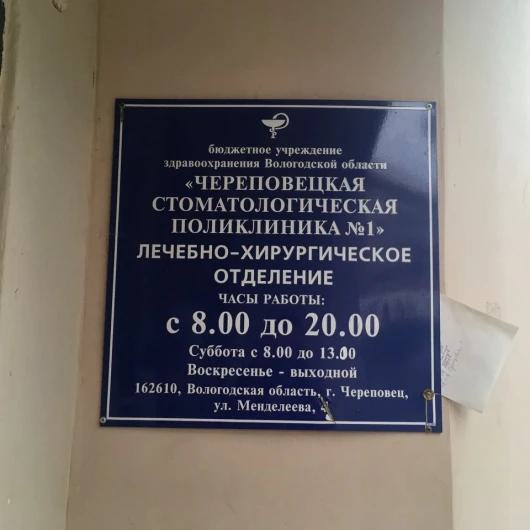 бюджетное учреждение
здравоохранения Вологодской области
«ЧЕРЕПОВЕЦКАЯ
СТОМАТОЛОГИЧЕСКАЯ
ПОЛИКЛИНИКА №1»
ЛЕЧЕБНО-ХИРУРГИЧЕСКОЕ
ОТДЕЛЕНИЕ
ЧАСЫ РАБОТЫ:
с 8.00 до 20.00
Суббота с 8.00 до 13.00
Воскресенье - выходной
162610, Вологодская область, г. Череповец,
ул. Менделеева,